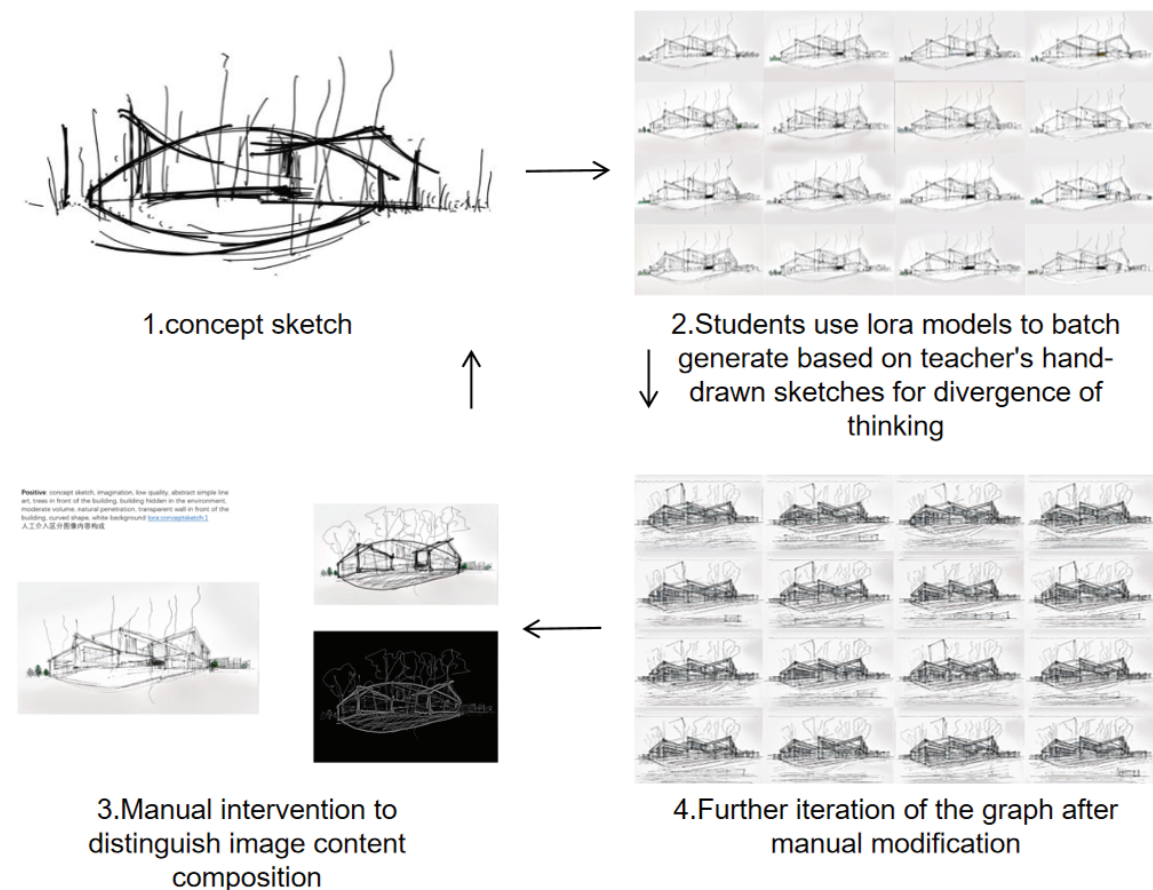 1.concept sketch
2.Students use lora models to batch
generate based on teacher's hand-
drawn sketches for divergence of
thinking
Positive: concept sketch, imagination, low quality, abstract simple line
art, trees in front of the building, building hidden in the environment,
moderate volume, natural penetration, transparent wall in front of the
building, curved shape, white background lora:conceptsketch:1
人工介入区分图像内容构成
3.Manual intervention to
distinguish image content
composition
4.Further iteration of the graph after
manual modification